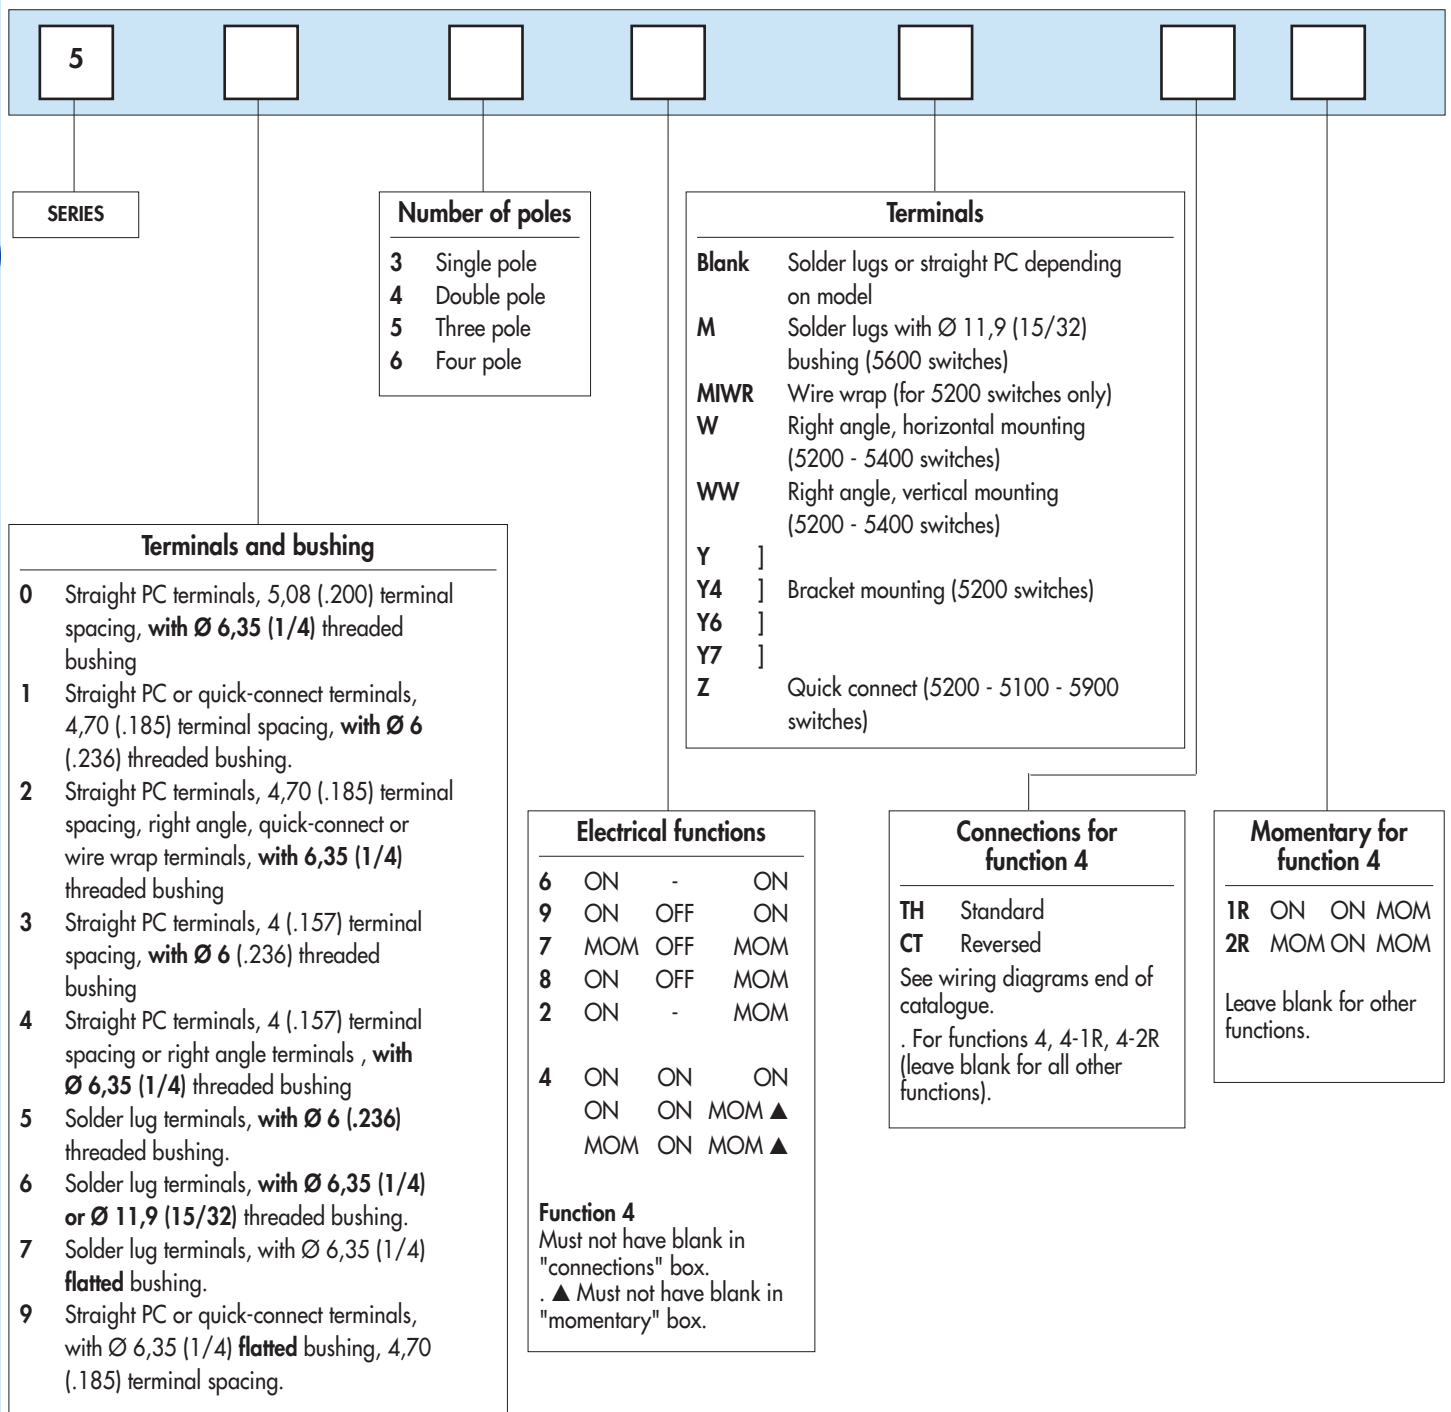 5
SERIES
Number of poles
3 Single pole
4 Double pole
5 Three pole
6 Four pole
Terminals
Blank Solder lugs or straight PC depending
on model
M Solder lugs with Ø 11,9 (15/32)
bushing (5600 switches)
MIWR Wire wrap (for 5200 switches only)
W Right angle, horizontal mounting
(5200 - 5400 switches)
WW Right angle, vertical mounting
(5200 - 5400 switches)
Y ]
Y4 ] Bracket mounting (5200 switches)
Y6 ]
Y7 ]
Z Quick connect (5200 - 5100 - 5900
switches)
Terminals and bushing
0 Straight PC terminals, 5,08 (.200) terminal
spacing, with Ø 6,35 (1/4) threaded
bushing
1 Straight PC or quick-connect terminals,
4,70 (.185) terminal spacing, with Ø 6
(.236) threaded bushing.
2 Straight PC terminals, 4,70 (.185) terminal
spacing, right angle, quick-connect or
wire wrap terminals, with 6,35 (1/4)
threaded bushing
3 Straight PC terminals, 4 (.157) terminal
spacing, with Ø 6 (.236) threaded
bushing
4 Straight PC terminals, 4 (.157) terminal
spacing or right angle terminals , with
Ø 6,35 (1/4) threaded bushing
5 Solder lug terminals, with Ø 6 (.236)
threaded bushing.
6 Solder lug terminals, with Ø 6,35 (1/4)
or Ø 11,9 (15/32) threaded bushing.
7 Solder lug terminals, with Ø 6,35 (1/4)
flatted bushing.
9 Straight PC or quick-connect terminals,
with Ø 6,35 (1/4) flatted bushing, 4,70
(.185) terminal spacing.
Electrical functions
6 ON - ON
9 ON OFF ON
7 MOM OFF MOM
8 ON OFF MOM
2 ON - MOM
4 ON ON ON
ON ON MOM ▲
MOM ON MOM ▲
Function 4
Must not have blank in
"connections" box.
. ▲ Must not have blank in
"momentary" box.
Connections for
function 4
TH Standard
CT Reversed
See wiring diagrams end of
catalogue.
. For functions 4, 4-1R, 4-2R
(leave blank for all other
functions).
Momentary for
function 4
1R ON ON MOM
2R MOM ON MOM
Leave blank for other
functions.